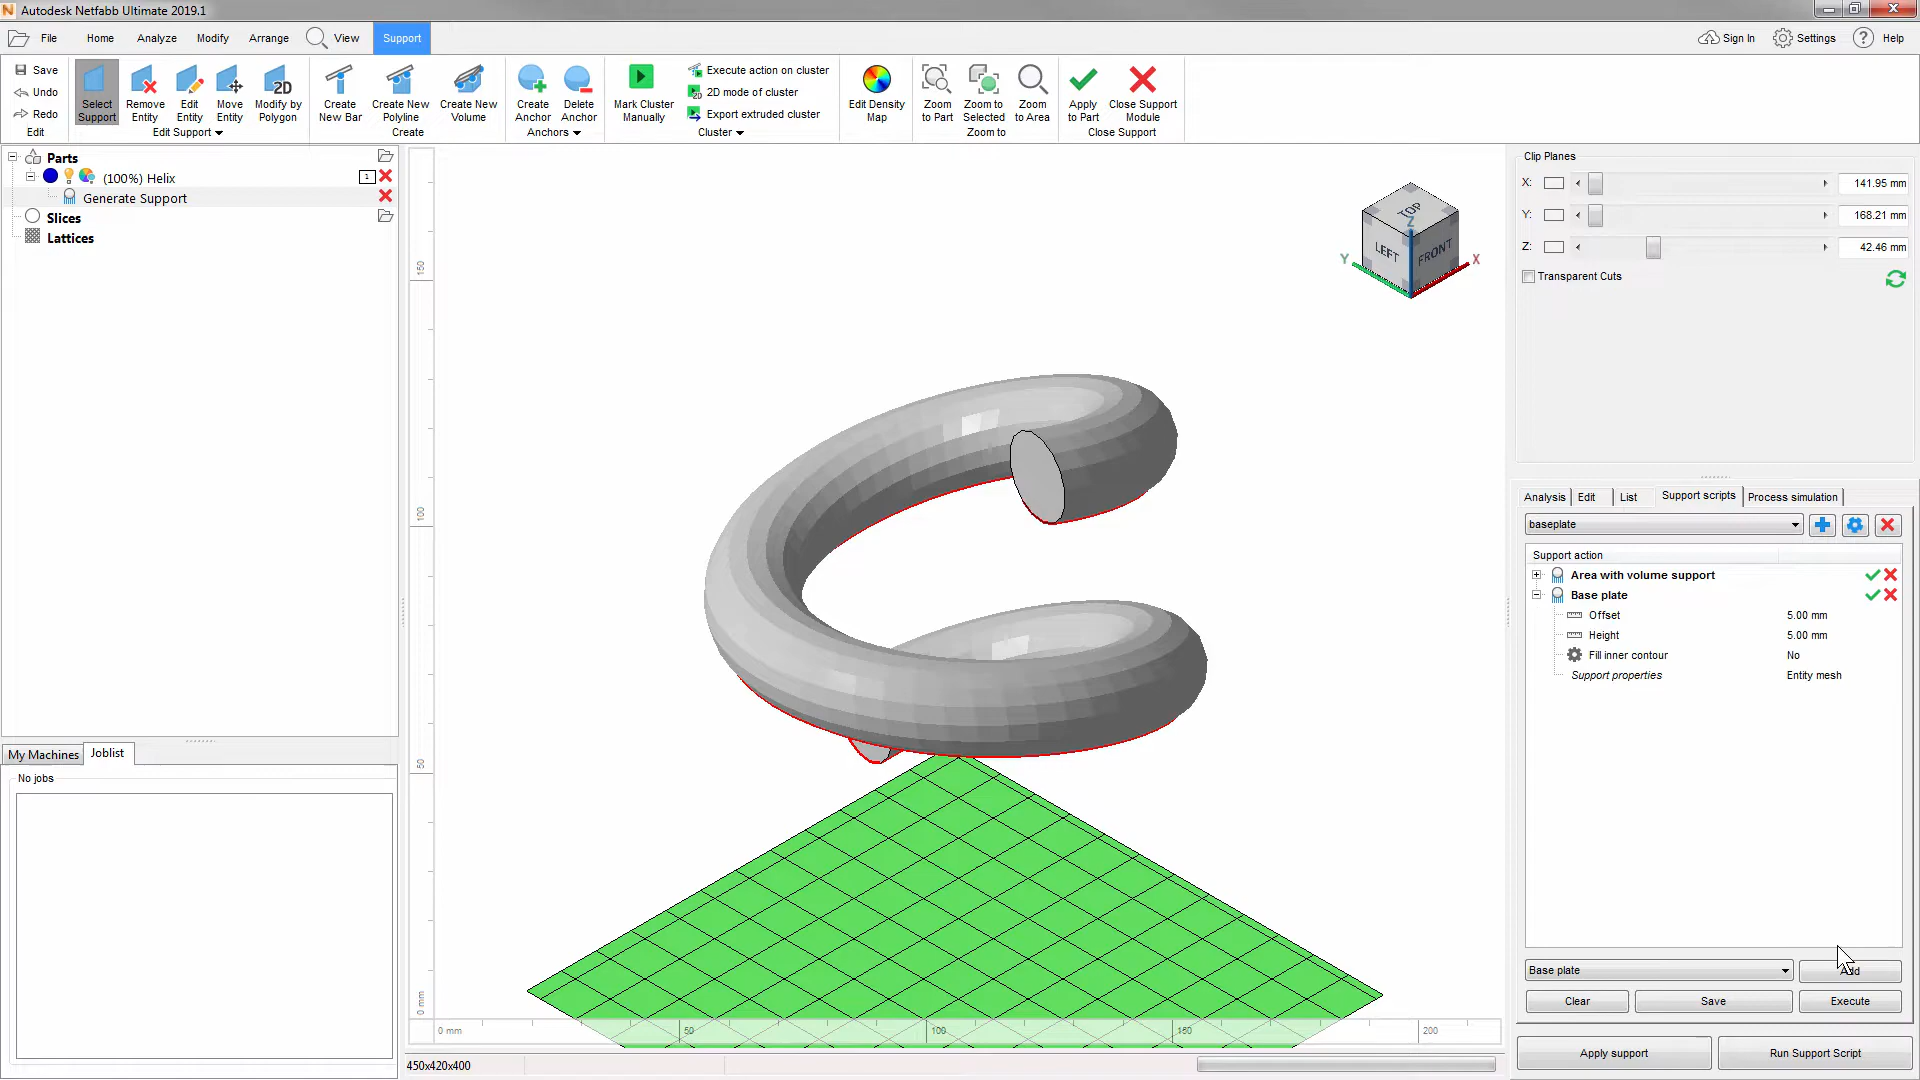 Autodesk Netfabb Ultimate 2019.1
File Home Analyze Modify Arrange View Support Sign In Settings Help
Save
Undo
Redo
Edit
Select Support
Remove Entity
Edit Entity
Move Entity
Modify by Polygon
Edit Support
Create New Bar
Create New Polyline
Create New Volume
Create
Create Anchor
Delete Anchor
Anchors
Mark Cluster Manually
Execute action on cluster
2D mode of cluster
Export extruded cluster
Cluster
Edit Density Map
Zoom to Part
Zoom to Selected
Zoom to Area
Zoom to
Apply to Part
Close Support Module
Close Support
Parts
(100%) Helix 1
Generate Support
Slices
Lattices
My Machines Joblist
No jobs
150
100
50
0 mm
0 mm 50 100 150 200
450x420x400
TOP
LEFT
FRONT
Z
Y
X
Clip Planes
X: 141.95 mm
Y: 168.21 mm
Z: 42.46 mm
Transparent Cuts
Analysis Edit List Support scripts Process simulation
baseplate
Support action
Area with volume support
Base plate
Offset 5.00 mm
Height 5.00 mm
Fill inner contour No
Support properties Entity mesh
Base plate Add
Clear Save Execute
Apply support Run Support Script